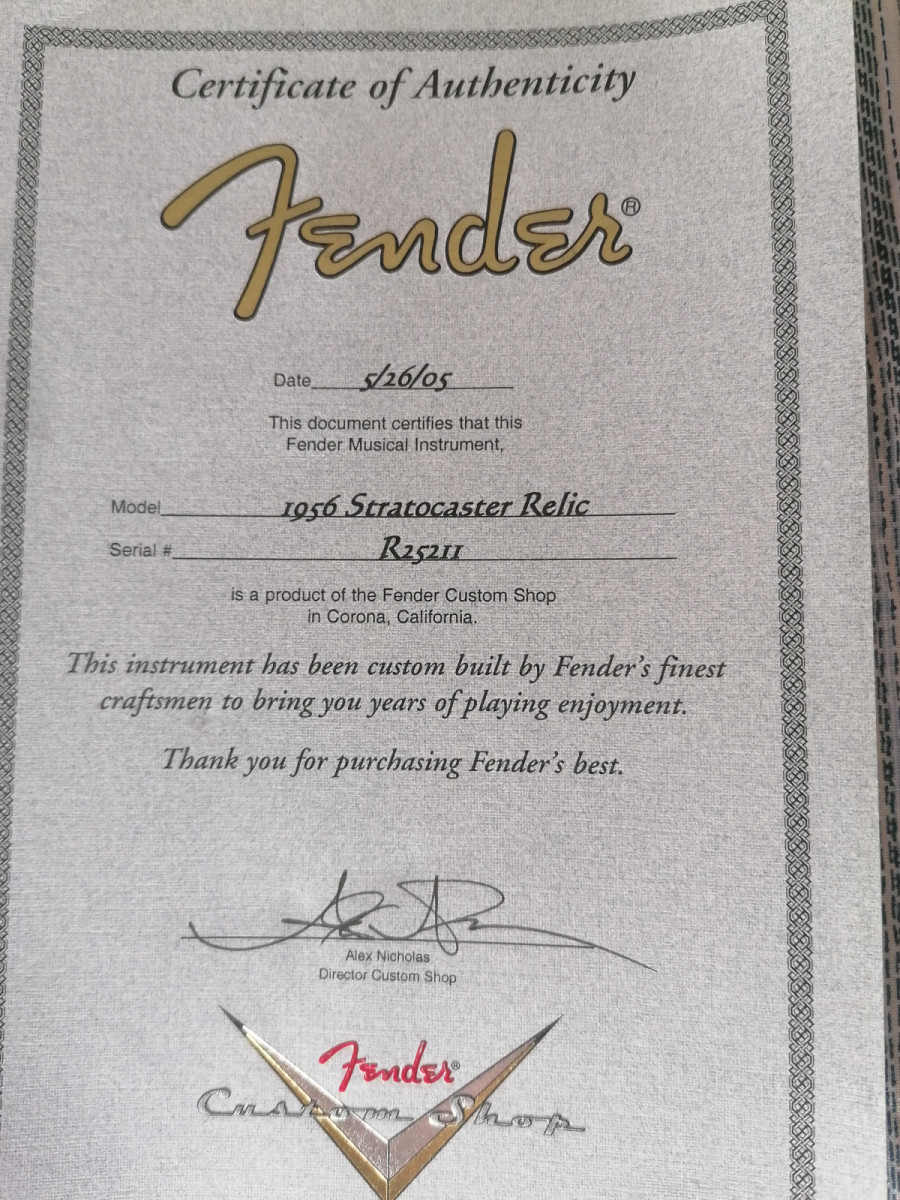 Certificate of Authenticity
Fender®
Date 5/26/05
This document certifies that this
Fender Musical Instrument,
Model 1956 Stratocaster Relic
Serial # R25211
is a product of the Fender Custom Shop
in Corona, California.
This instrument has been custom built by Fender's finest
craftsmen to bring you years of playing enjoyment.
Thank you for purchasing Fender's best.
Alex Nicholas
Director Custom Shop
Fender®
Custom Shop